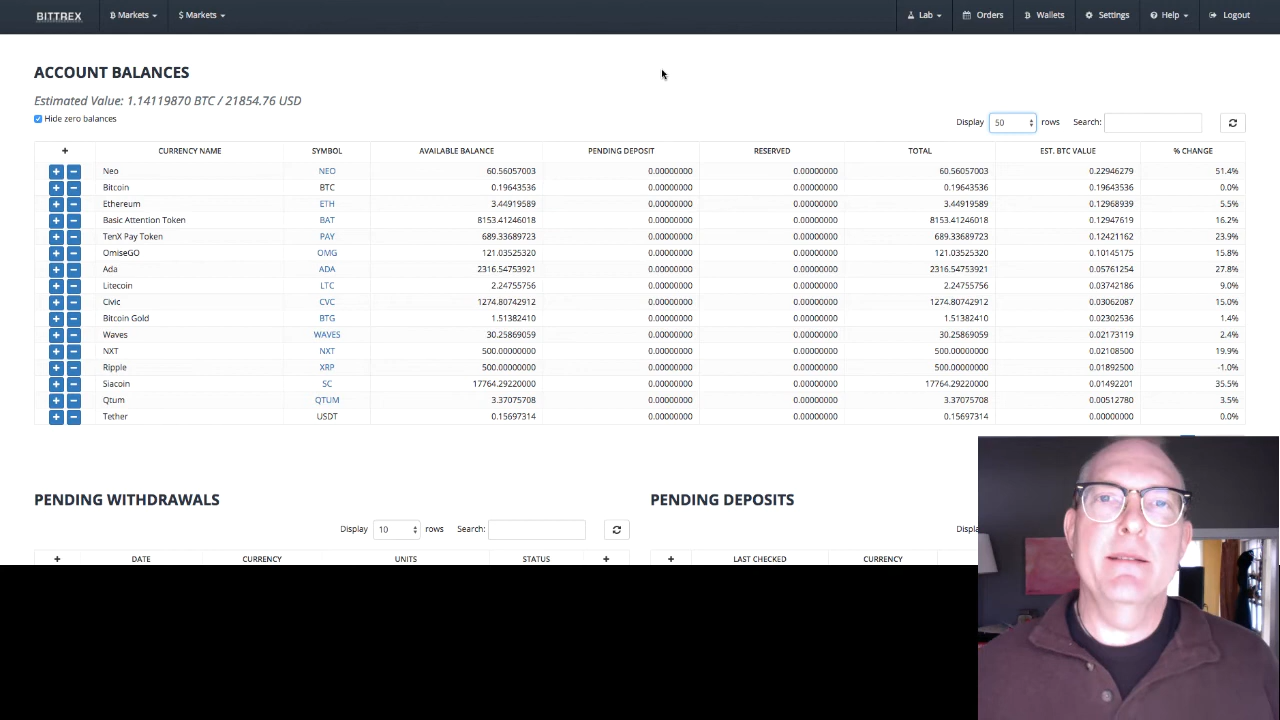 BITTREX Ƀ Markets $ Markets Lab Orders Ƀ Wallets Settings Help Logout
ACCOUNT BALANCES
Estimated Value: 1.14119870 BTC / 21854.76 USD
Hide zero balances Display 50 rows Search:
+ CURRENCY NAME SYMBOL AVAILABLE BALANCE PENDING DEPOSIT RESERVED TOTAL EST. BTC VALUE % CHANGE
+ − Neo NEO 60.56057003 0.00000000 0.00000000 60.56057003 0.22946279 51.4%
+ − Bitcoin BTC 0.19643536 0.00000000 0.00000000 0.19643536 0.19643536 0.0%
+ − Ethereum ETH 3.44919589 0.00000000 0.00000000 3.44919589 0.12968939 5.5%
+ − Basic Attention Token BAT 8153.41246018 0.00000000 0.00000000 8153.41246018 0.12947619 16.2%
+ − TenX Pay Token PAY 689.33689723 0.00000000 0.00000000 689.33689723 0.12421162 23.9%
+ − OmiseGO OMG 121.03525320 0.00000000 0.00000000 121.03525320 0.10145175 15.8%
+ − Ada ADA 2316.54753921 0.00000000 0.00000000 2316.54753921 0.05761254 27.8%
+ − Litecoin LTC 2.24755756 0.00000000 0.00000000 2.24755756 0.03742186 9.0%
+ − Civic CVC 1274.80742912 0.00000000 0.00000000 1274.80742912 0.03062087 15.0%
+ − Bitcoin Gold BTG 1.51382410 0.00000000 0.00000000 1.51382410 0.02302536 1.4%
+ − Waves WAVES 30.25869059 0.00000000 0.00000000 30.25869059 0.02173119 2.4%
+ − NXT NXT 500.00000000 0.00000000 0.00000000 500.00000000 0.02108500 19.9%
+ − Ripple XRP 500.00000000 0.00000000 0.00000000 500.00000000 0.01892500 -1.0%
+ − Siacoin SC 17764.29220000 0.00000000 0.00000000 17764.29220000 0.01492201 35.5%
+ − Qtum QTUM 3.37075708 0.00000000 0.00000000 3.37075708 0.00512780 3.5%
+ − Tether USDT 0.15697314 0.00000000 0.00000000 0.15697314 0.00000000 0.0%
PENDING WITHDRAWALS PENDING DEPOSITS
Display 10 rows Search: Displa
+ DATE CURRENCY UNITS STATUS + + LAST CHECKED CURRENCY